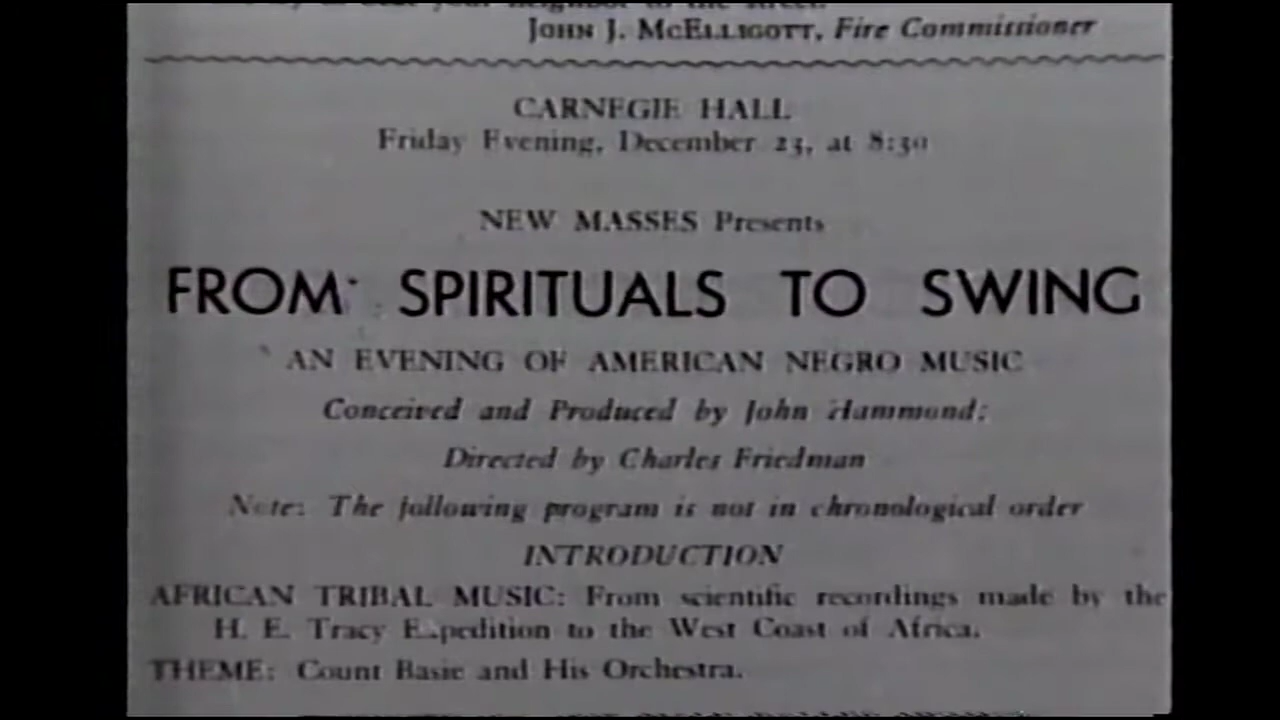 JOHN J. MCELLIGOTT, Fire Commissioner
CARNEGIE HALL
Friday Evening, December 23, at 8:30
NEW MASSES Presents
FROM SPIRITUALS TO SWING
AN EVENING OF AMERICAN NEGRO MUSIC
Conceived and Produced by John Hammond;
Directed by Charles Friedman
Note: The following program is not in chronological order
INTRODUCTION
AFRICAN TRIBAL MUSIC: From scientific recordings made by the
H. E. Tracy Expedition to the West Coast of Africa.
THEME: Count Basie and His Orchestra.